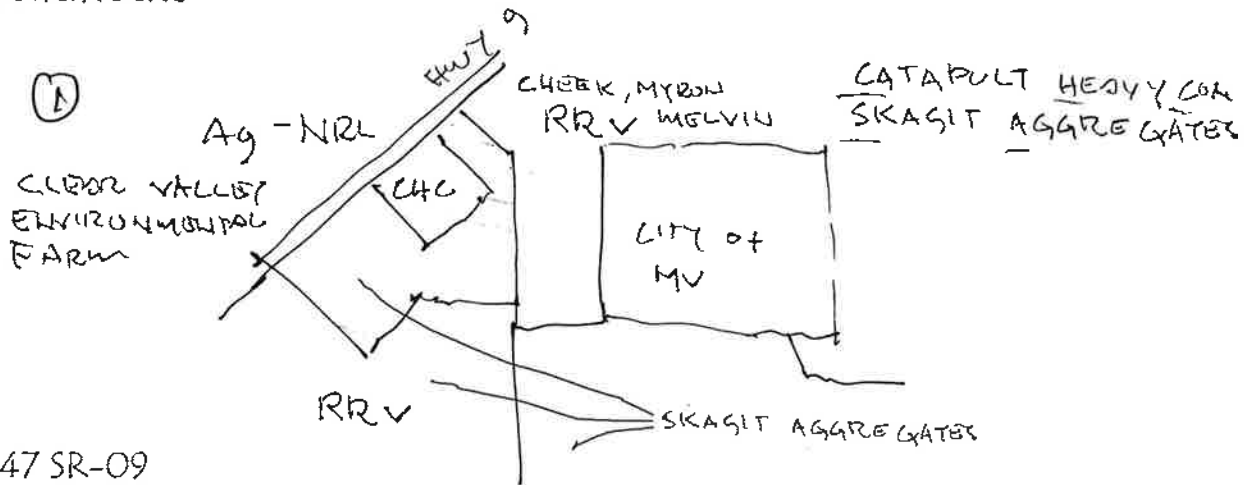 HWY 9
1
CHEEK, MYRON
RRV MELVIN
CATAPULT HEAVY CON
SKAGIT AGGREGATES
Ag-NRL
CLEAR VALLEY
ENVIRONMENTAL
FARM
CHC
CITY of
MV
RRV
SKAGIT AGGREGATES
47 SR-09